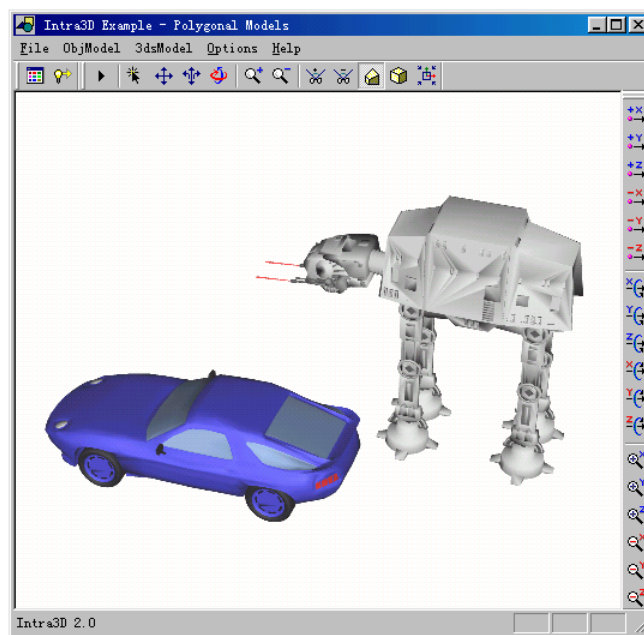 Intra3D Example - Polygonal Models
File ObjModel 3dsModel Options Help
+X
+Y
+Z
-X
-Y
-Z
X
Y
Z
X
Y
Z
X
Y
Z
X
Y
Z
Intra3D 2.0